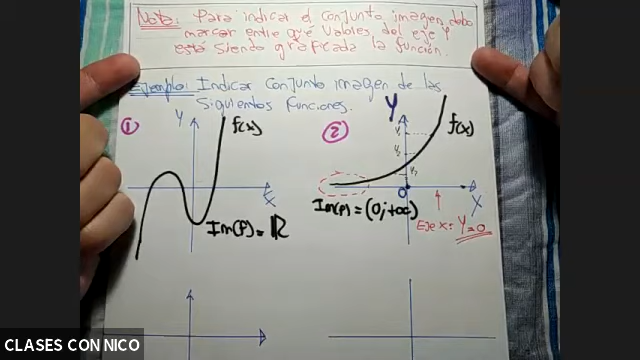 Nota: Para indicar el conjunto imagen, debo
marcar entre qué valores del eje Y
está siendo graficada la función.
Ejemplo: Indicar conjunto imagen de las
siguientes funciones.
①
Y
f(x)
X
Im(f) = ℝ
②
Y
f(x)
0
X
Im(f) = (0; +∞)
Eje x: Y=0
CLASES CON NICO